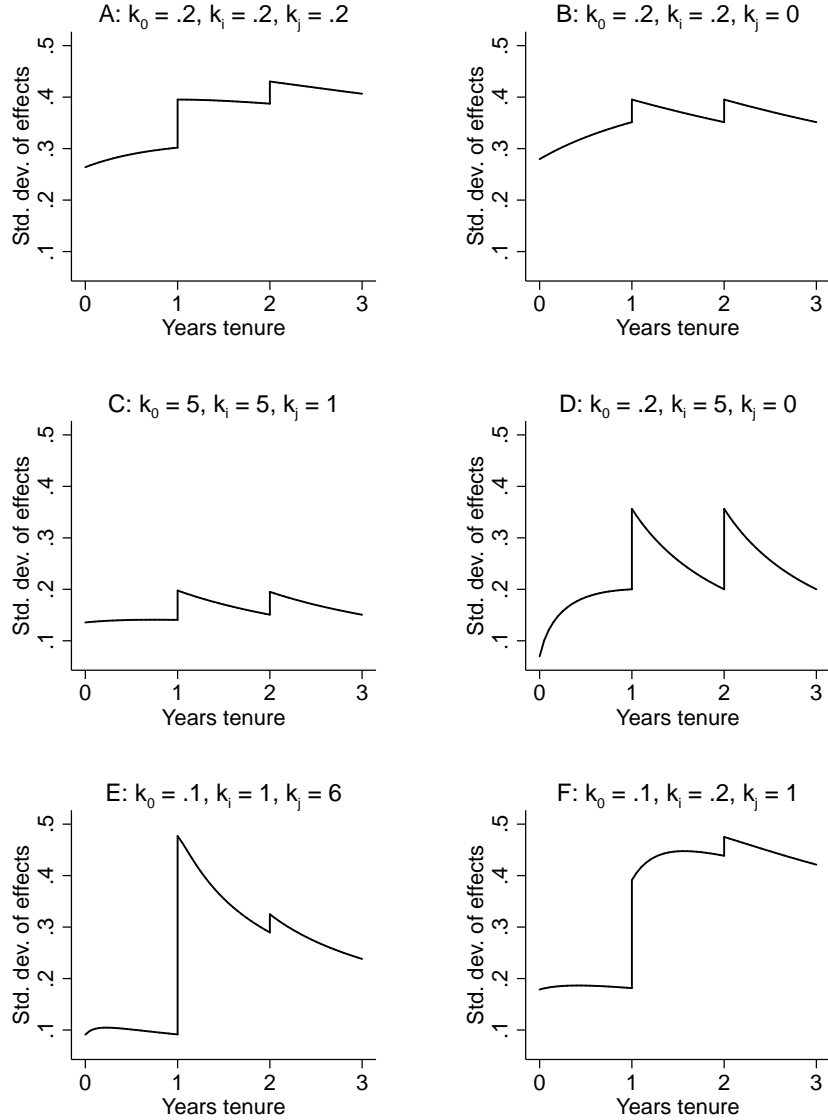 A: k0 = .2, ki = .2, kj = .2
Std. dev. of effects
.5
.4
.3
.2
.1
0 1 2 3
Years tenure
B: k0 = .2, ki = .2, kj = 0
Std. dev. of effects
.5
.4
.3
.2
.1
0 1 2 3
Years tenure
C: k0 = 5, ki = 5, kj = 1
Std. dev. of effects
.5
.4
.3
.2
.1
0 1 2 3
Years tenure
D: k0 = .2, ki = 5, kj = 0
Std. dev. of effects
.5
.4
.3
.2
.1
0 1 2 3
Years tenure
E: k0 = .1, ki = 1, kj = 6
Std. dev. of effects
.5
.4
.3
.2
.1
0 1 2 3
Years tenure
F: k0 = .1, ki = .2, kj = 1
Std. dev. of effects
.5
.4
.3
.2
.1
0 1 2 3
Years tenure